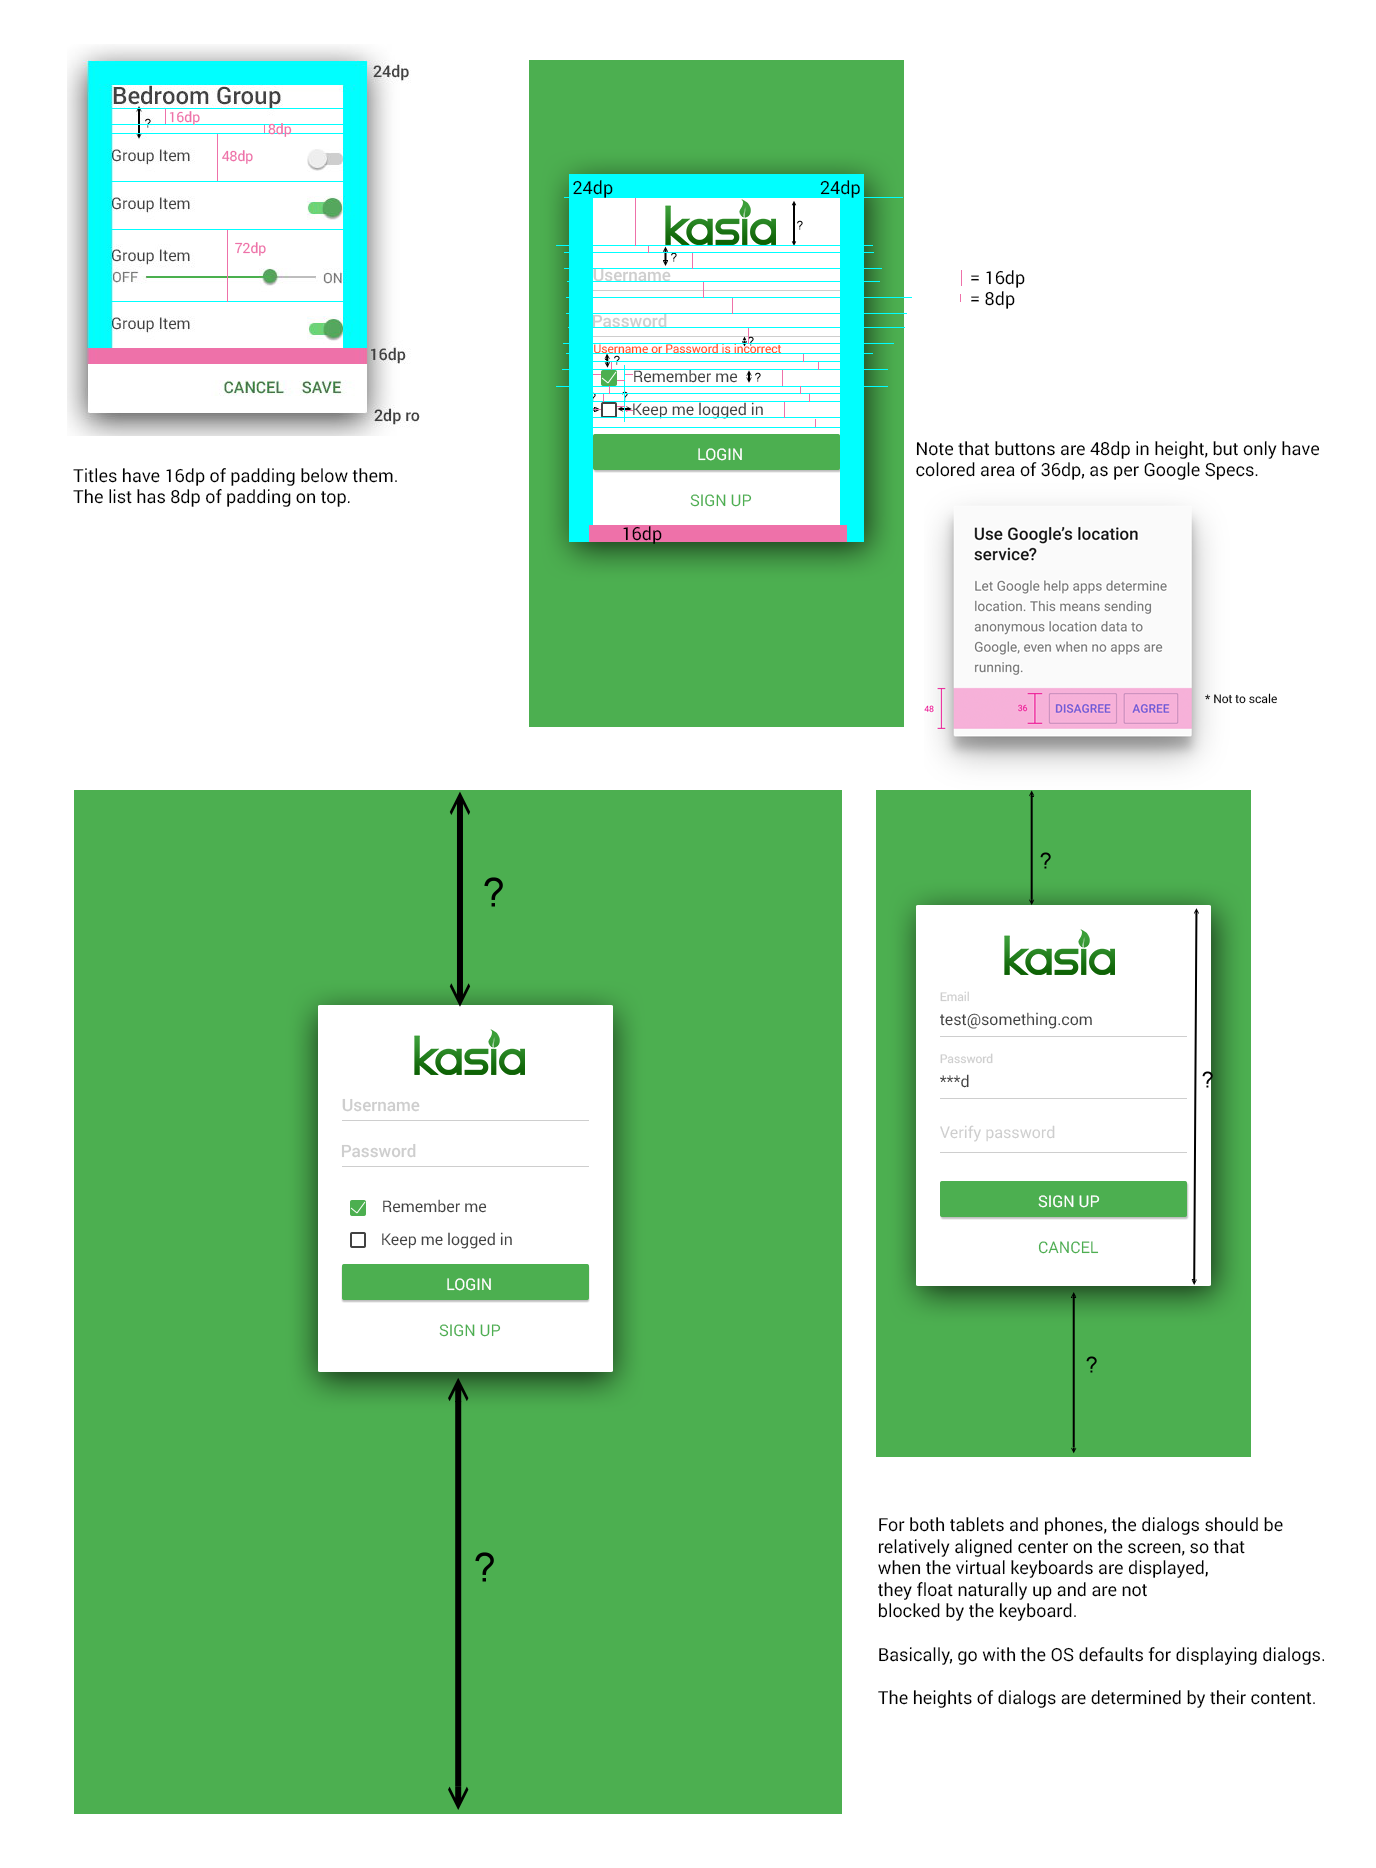 24dp
Bedroom Group
?
16dp
8dp
Group Item
48dp
Group Item
Group Item
72dp
OFF
ON
Group Item
16dp
CANCEL SAVE
2dp ro
Titles have 16dp of padding below them.
The list has 8dp of padding on top.
24dp
24dp
kasia
?
?
Username
Password
?
Username or Password is incorrect
?
Remember me
?
?
?
Keep me logged in
LOGIN
SIGN UP
16dp
= 16dp
= 8dp
Note that buttons are 48dp in height, but only have
colored area of 36dp, as per Google Specs.
Use Google's location
service?
Let Google help apps determine
location. This means sending
anonymous location data to
Google, even when no apps are
running.
48
36
DISAGREE
AGREE
* Not to scale
?
kasia
Username
Password
Remember me
Keep me logged in
LOGIN
SIGN UP
?
?
kasia
Email
test@something.com
Password
***d
?
Verify password
SIGN UP
CANCEL
?
For both tablets and phones, the dialogs should be
relatively aligned center on the screen, so that
when the virtual keyboards are displayed,
they float naturally up and are not
blocked by the keyboard.
Basically, go with the OS defaults for displaying dialogs.
The heights of dialogs are determined by their content.